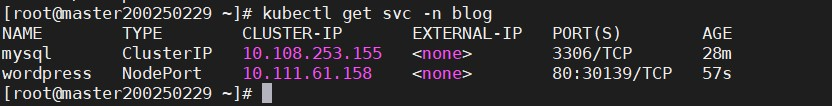 [root@master200250229 ~]# kubectl get svc -n blog
NAME TYPE CLUSTER-IP EXTERNAL-IP PORT(S) AGE
mysql ClusterIP 10.108.253.155 <none> 3306/TCP 28m
wordpress NodePort 10.111.61.158 <none> 80:30139/TCP 57s
[root@master200250229 ~]#